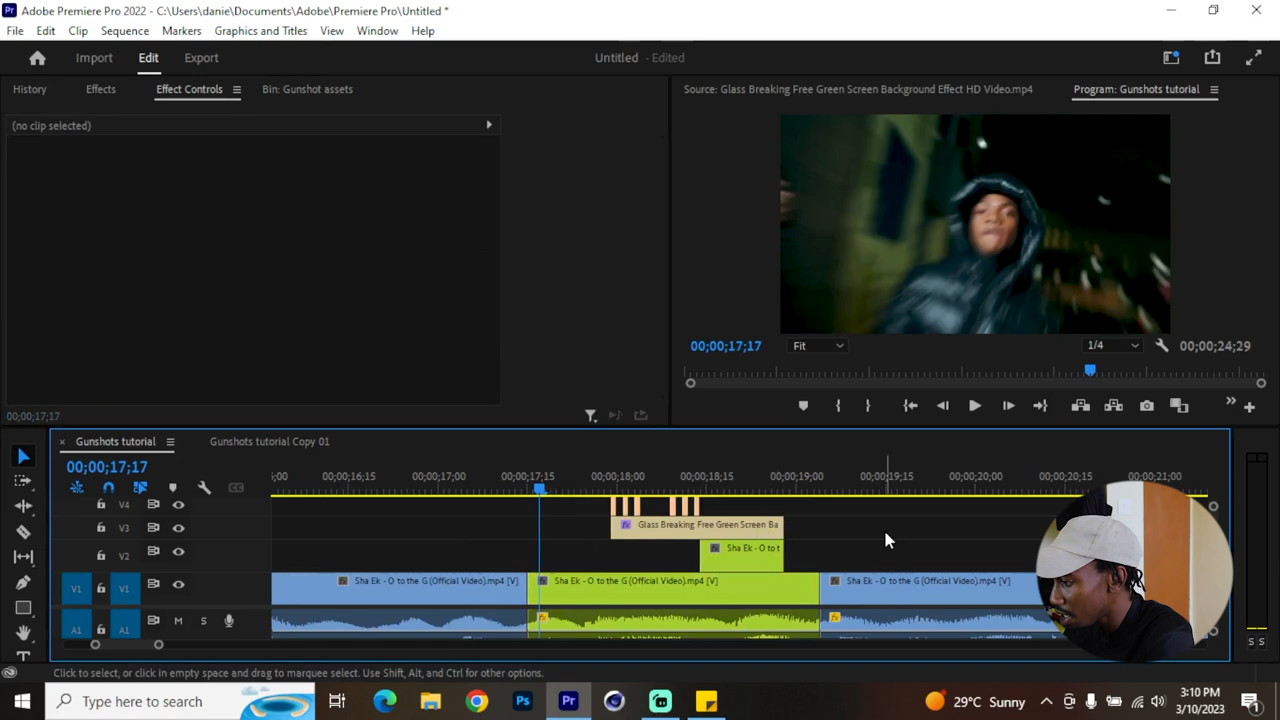 Adobe Premiere Pro 2022 - C:\Users\danie\Documents\Adobe\Premiere Pro\Untitled *
File Edit Clip Sequence Markers Graphics and Titles View Window Help
Import Edit Export
Untitled - Edited
History Effects Effect Controls Bin: Gunshot assets
Source: Glass Breaking Free Green Screen Background Effect HD Video.mp4 Program: Gunshots tutorial
(no clip selected)
00;00;17;17 Fit 1/4 00;00;24;29
00;00;17;17
Gunshots tutorial Gunshots tutorial Copy 01
00;00;17;17
;00 00;00;16;15 00;00;17;00 00;00;17;15 00;00;18;00 00;00;18;15 00;00;19;00 00;00;19;15 00;00;20;00 00;00;20;15 00;00;21;00
V4
V3 fx Glass Breaking Free Green Screen Ba
V2 Sha Ek - O to t
V1 V1 Sha Ek - O to the G (Official Video).mp4 [V] Sha Ek - O to the G (Official Video).mp4 [V] Sha Ek - O to the G (Official Video).mp4 [V]
A1 A1 M S fx fx
S S
Click to select, or click in empty space and drag to marquee select. Use Shift, Alt, and Ctrl for other options.
Type here to search
29°C Sunny
3:10 PM
3/10/2023